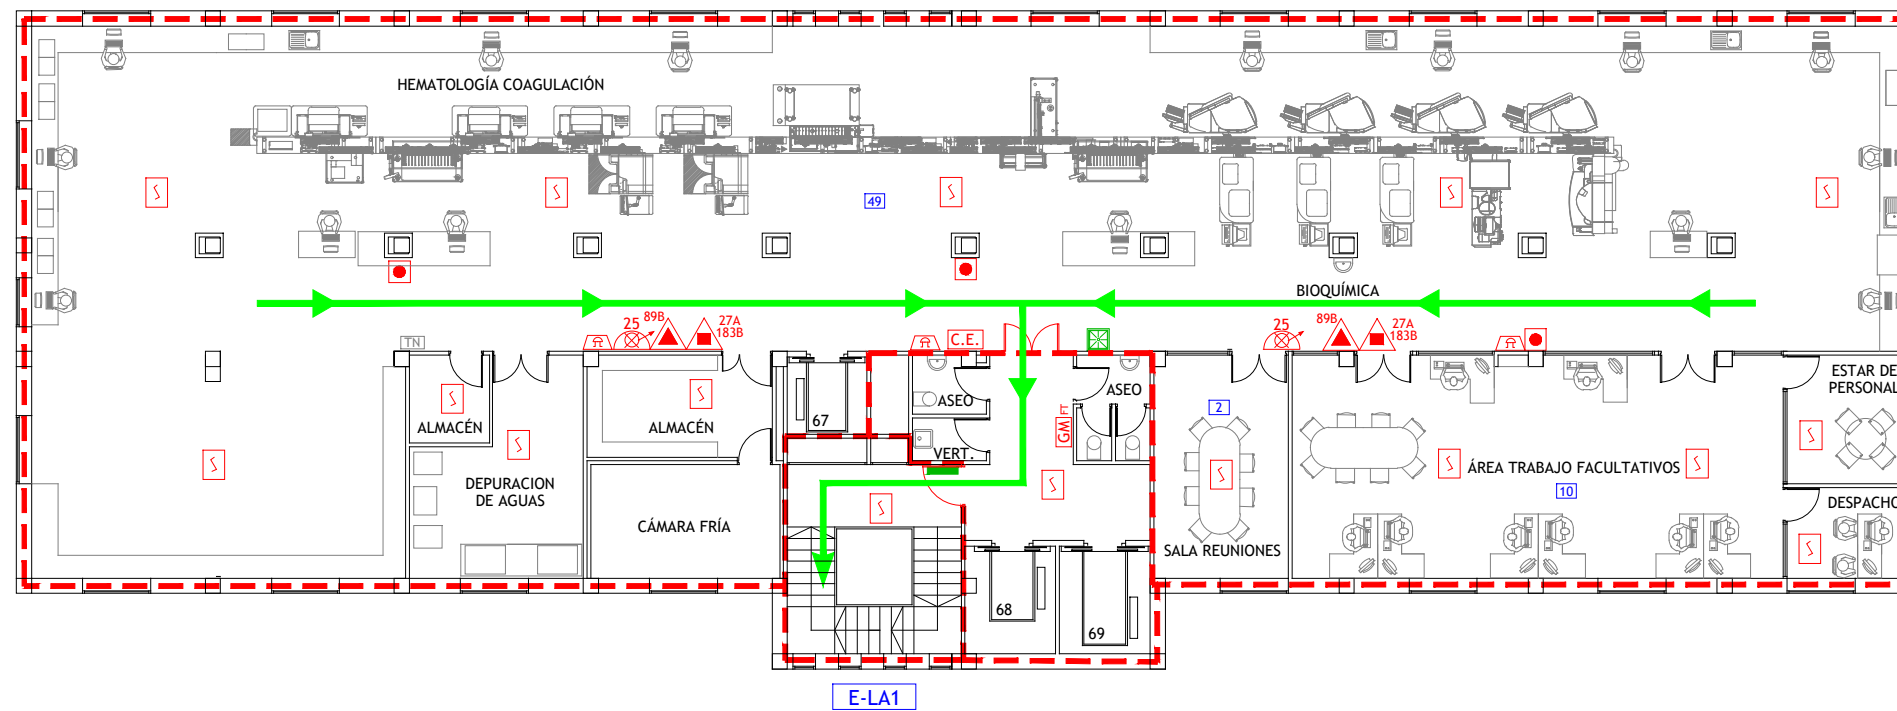 HEMATOLOGÍA COAGULACIÓN
49
BIOQUÍMICA
25
89B
27A
183B
25
89B
27A
183B
TN
C.E.
ALMACÉN
ALMACÉN
67
ASEO
ASEO
VERT.
GM FT
2
ESTAR DE
PERSONAL
DEPURACION
DE AGUAS
CÁMARA FRÍA
ÁREA TRABAJO FACULTATIVOS
10
DESPACHO
SALA REUNIONES
68
69
E-LA1